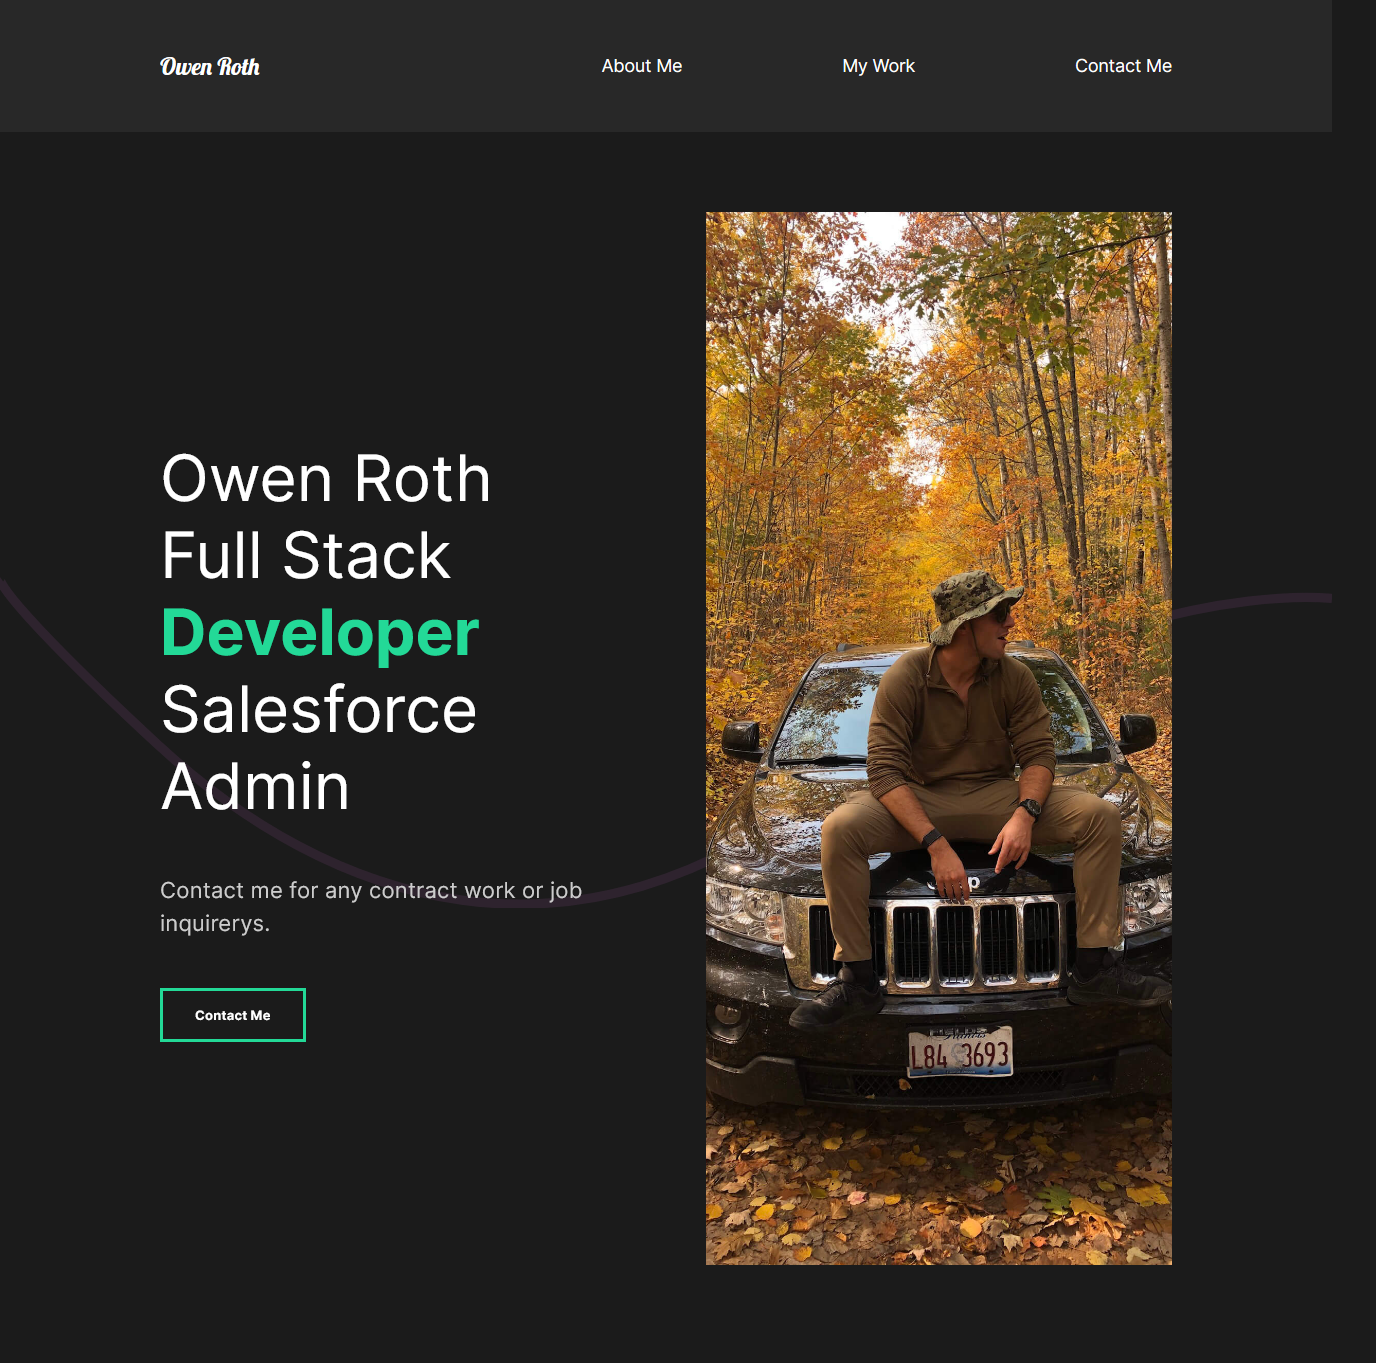 Owen Roth
About Me
My Work
Contact Me
Owen Roth
Full Stack
Developer
Salesforce
Admin
Contact me for any contract work or job
inquirerys.
Contact Me
L84 3693